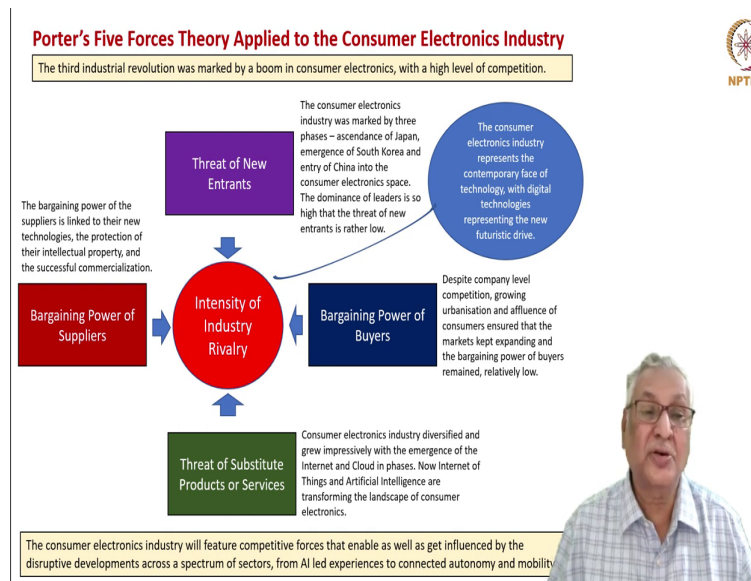 Porter's Five Forces Theory Applied to the Consumer Electronics Industry
The third industrial revolution was marked by a boom in consumer electronics, with a high level of competition.
Threat of New
Entrants
The consumer electronics
industry was marked by three
phases – ascendance of Japan,
emergence of South Korea and
entry of China into the
consumer electronics space.
The dominance of leaders is so
high that the threat of new
entrants is rather low.
The consumer
electronics industry
represents the
contemporary face of
technology, with digital
technologies
representing the new
futuristic drive.
The bargaining power of the
suppliers is linked to their new
technologies, the protection of
their intellectual property, and
the successful commercialization.
Bargaining Power of
Suppliers
Intensity of
Industry
Rivalry
Bargaining Power of
Buyers
Despite company level
competition, growing
urbanisation and affluence of
consumers ensured that the
markets kept expanding and
the bargaining power of buyers
remained, relatively low.
Threat of Substitute
Products or Services
Consumer electronics industry diversified and
grew impressively with the emergence of the
Internet and Cloud in phases. Now Internet of
Things and Artificial Intelligence are
transforming the landscape of consumer
electronics.
The consumer electronics industry will feature competitive forces that enable as well as get influenced by the
disruptive developments across a spectrum of sectors, from AI led experiences to connected autonomy and mobility